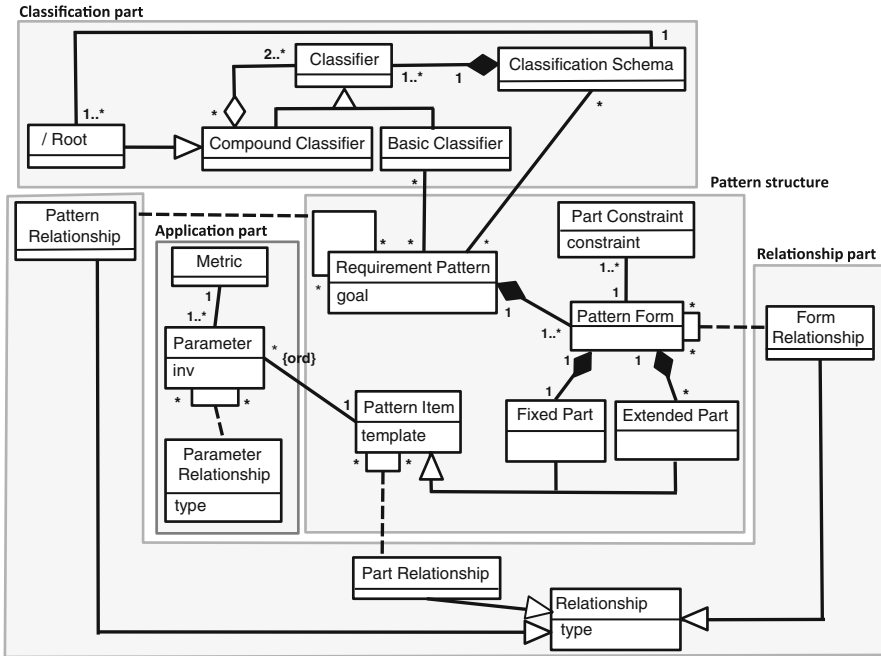 Classification part
1
2..*
Classifier
1..*
1
Classification Schema
*
1..*
*
/ Root
Compound Classifier
Basic Classifier
*
Pattern structure
Pattern
Relationship
Part Constraint
constraint
Application part
Relationship part
Metric
*
*
*
Requirement Pattern
goal
*
1..*
1
1
1..*
Pattern Form
*
*
Form
Relationship
1
1..*
Parameter
inv
*
{ord}
1
1
1
*
*
*
1
Pattern Item
template
Fixed Part
Extended Part
*
*
Parameter
Relationship
type
Part Relationship
Relationship
type